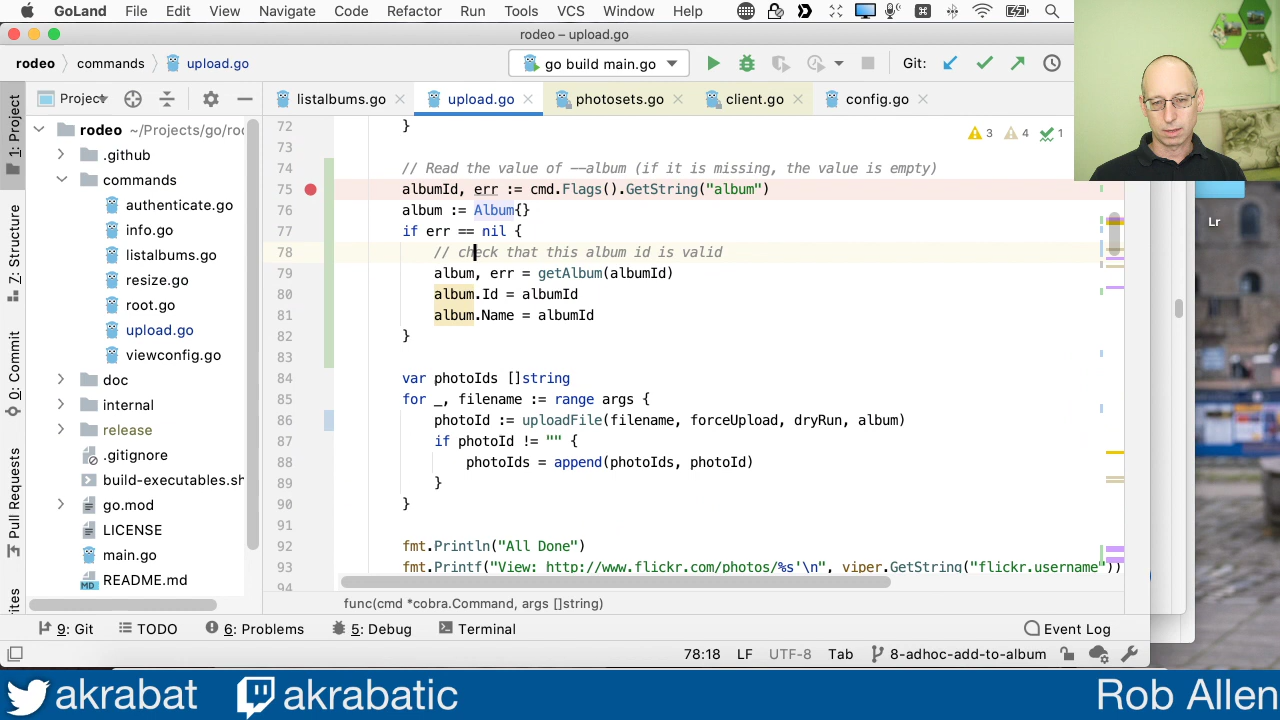 GoLand File Edit View Navigate Code Refactor Run Tools VCS Window Help
rodeo – upload.go
rodeo commands upload.go go build main.go Git:
Project listalbums.go upload.go photosets.go client.go config.go
1: Project
Z: Structure
0: Commit
Pull Requests
ites
rodeo ~/Projects/go/roc
.github
commands
authenticate.go
info.go
listalbums.go
resize.go
root.go
upload.go
viewconfig.go
doc
internal
release
.gitignore
build-executables.sh
go.mod
LICENSE
main.go
README.md
3 4 1
72 }
73
74 // Read the value of --album (if it is missing, the value is empty)
75 albumId, err := cmd.Flags().GetString("album")
76 album := Album{}
77 if err == nil {
78 // check that this album id is valid
79 album, err = getAlbum(albumId)
80 album.Id = albumId
81 album.Name = albumId
82 }
83
84 var photoIds []string
85 for _, filename := range args {
86 photoId := uploadFile(filename, forceUpload, dryRun, album)
87 if photoId != "" {
88 photoIds = append(photoIds, photoId)
89 }
90 }
91
92 fmt.Println("All Done")
93 fmt.Printf("View: http://www.flickr.com/photos/%s'\n", viper.GetString("flickr.username"))
94
func(cmd *cobra.Command, args []string)
9: Git TODO 6: Problems 5: Debug Terminal Event Log
78:18 LF UTF-8 Tab 8-adhoc-add-to-album
Lr
akrabat akrabatic Rob Allen